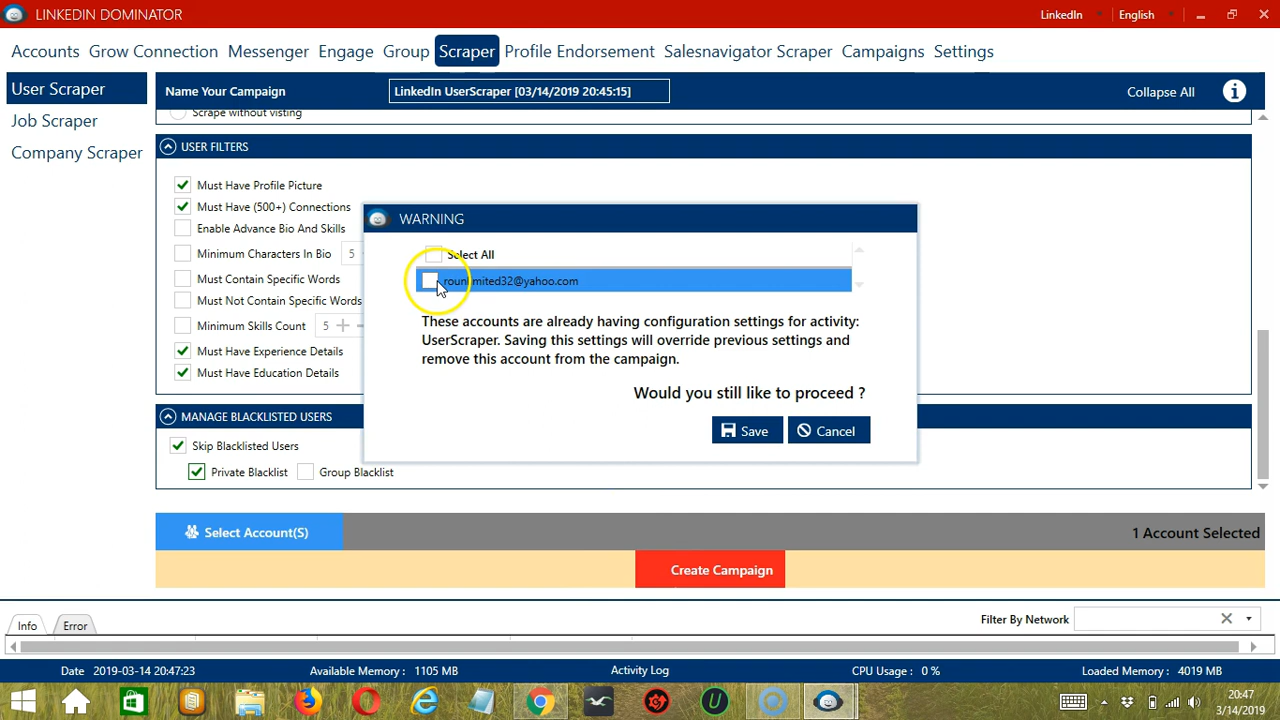 LINKEDIN DOMINATOR
LinkedIn
English
Accounts Grow Connection Messenger Engage Group Scraper Profile Endorsement Salesnavigator Scraper Campaigns Settings
User Scraper
Job Scraper
Company Scraper
Name Your Campaign
LinkedIn UserScraper [03/14/2019 20:45:15]
Collapse All
Scrape without visting
USER FILTERS
Must Have Profile Picture
Must Have (500+) Connections
Enable Advance Bio And Skills
Minimum Characters In Bio 5
Must Contain Specific Words
Must Not Contain Specific Words
Minimum Skills Count 5 + −
Must Have Experience Details
Must Have Education Details
WARNING
Select All
rounlimited32@yahoo.com
These accounts are already having configuration settings for activity:
UserScraper. Saving this settings will override previous settings and
remove this account from the campaign.
Would you still like to proceed ?
Save
Cancel
MANAGE BLACKLISTED USERS
Skip Blacklisted Users
Private Blacklist
Group Blacklist
Select Account(S)
1 Account Selected
Create Campaign
Info
Error
Filter By Network
Date 2019-03-14 20:47:23
Available Memory : 1105 MB
Activity Log
CPU Usage : 0 %
Loaded Memory : 4019 MB
20:47
3/14/2019